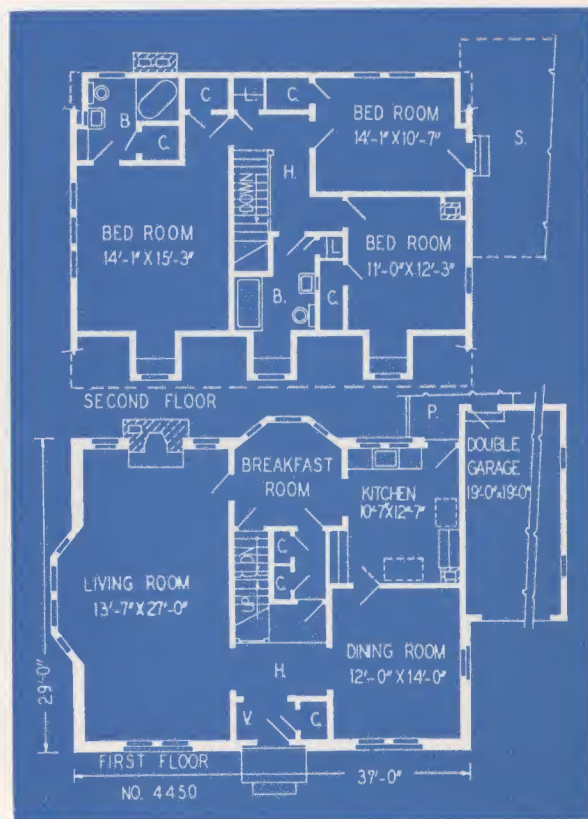 C.
L.
C.
BED ROOM
14'-1" X 10'-7"
S.
B.
C.
H.
DOWN
BED ROOM
14'-1" X 15'-3"
L
BED ROOM
11'-0" X 12'-3"
B.
C.
SECOND FLOOR
P.
DOUBLE
GARAGE
19'-0" x 19'-0"
BREAKFAST
ROOM
KITCHEN
10'-7" X 12'-7"
C.
C.
UP
DN
LIVING ROOM
13'-7" X 27'-0"
DINING ROOM
12'-0" X 14'-0"
H.
V.
C.
29'-0"
FIRST FLOOR
37'-0"
NO. 4450